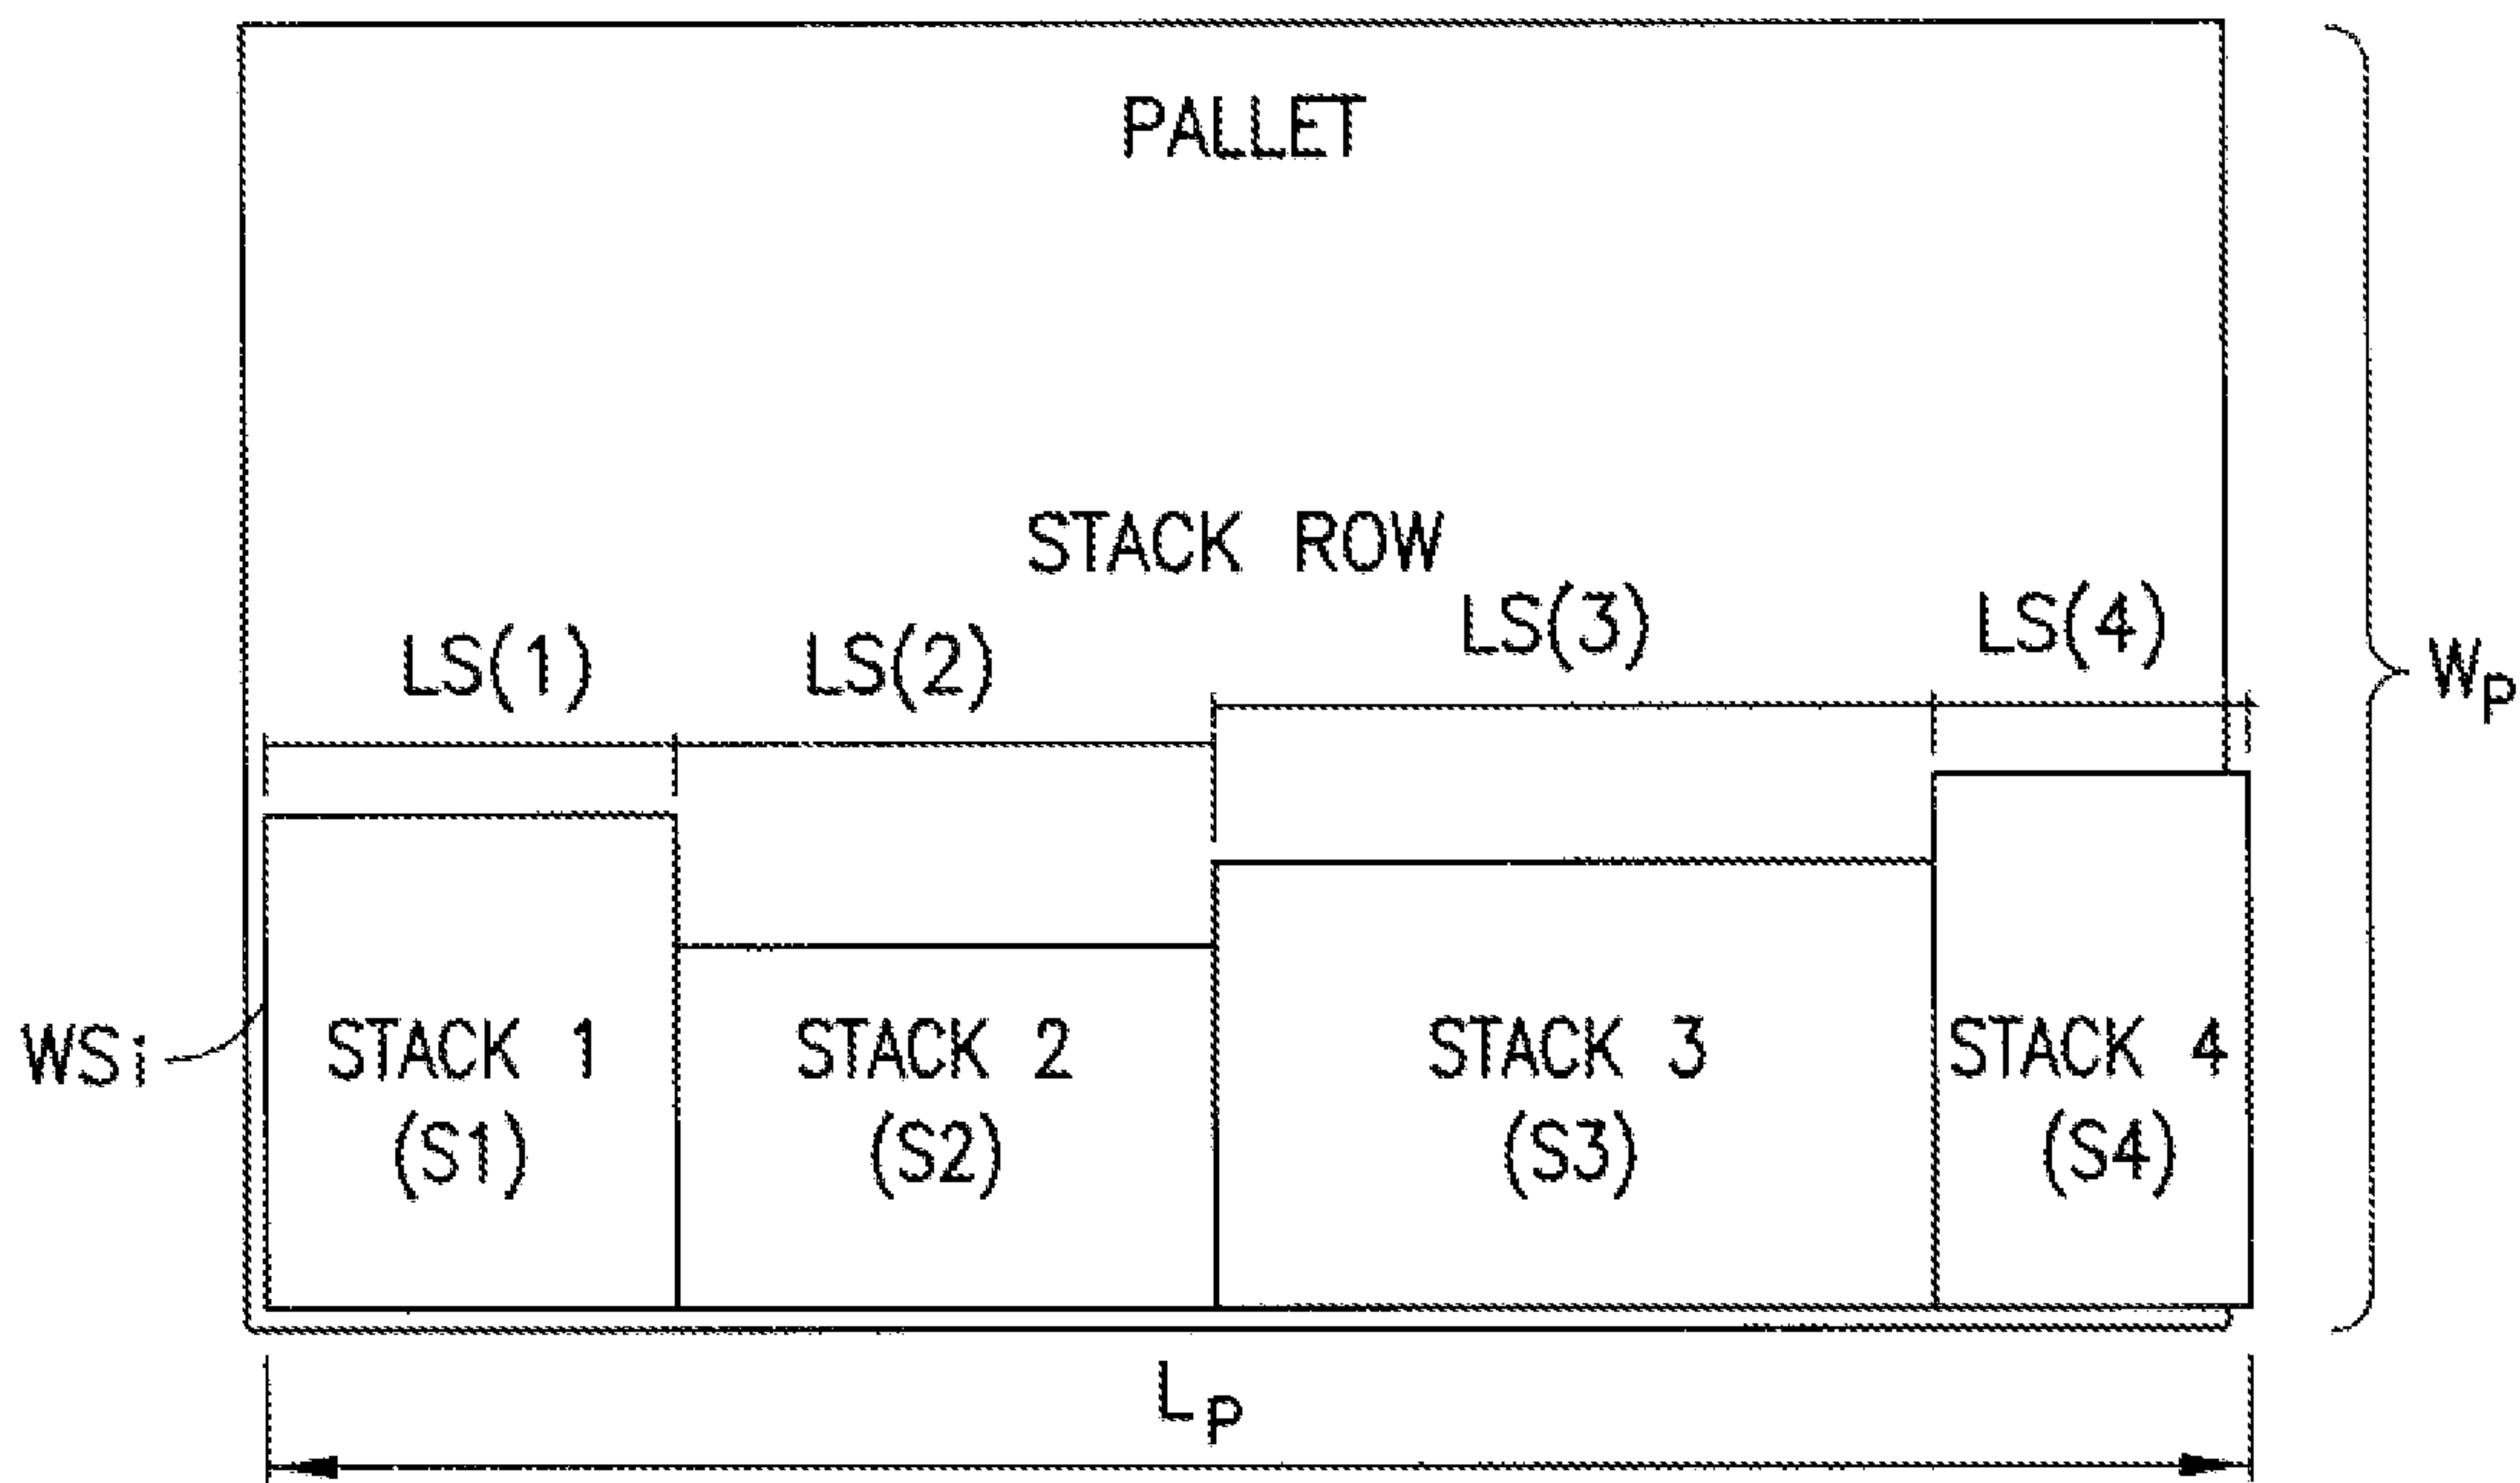 PALLET
STACK ROW
LS(1) LS(2) LS(3) LS(4)
Wp
WSi
STACK 1 STACK 2 STACK 3 STACK 4
(S1) (S2) (S3) (S4)
Lp